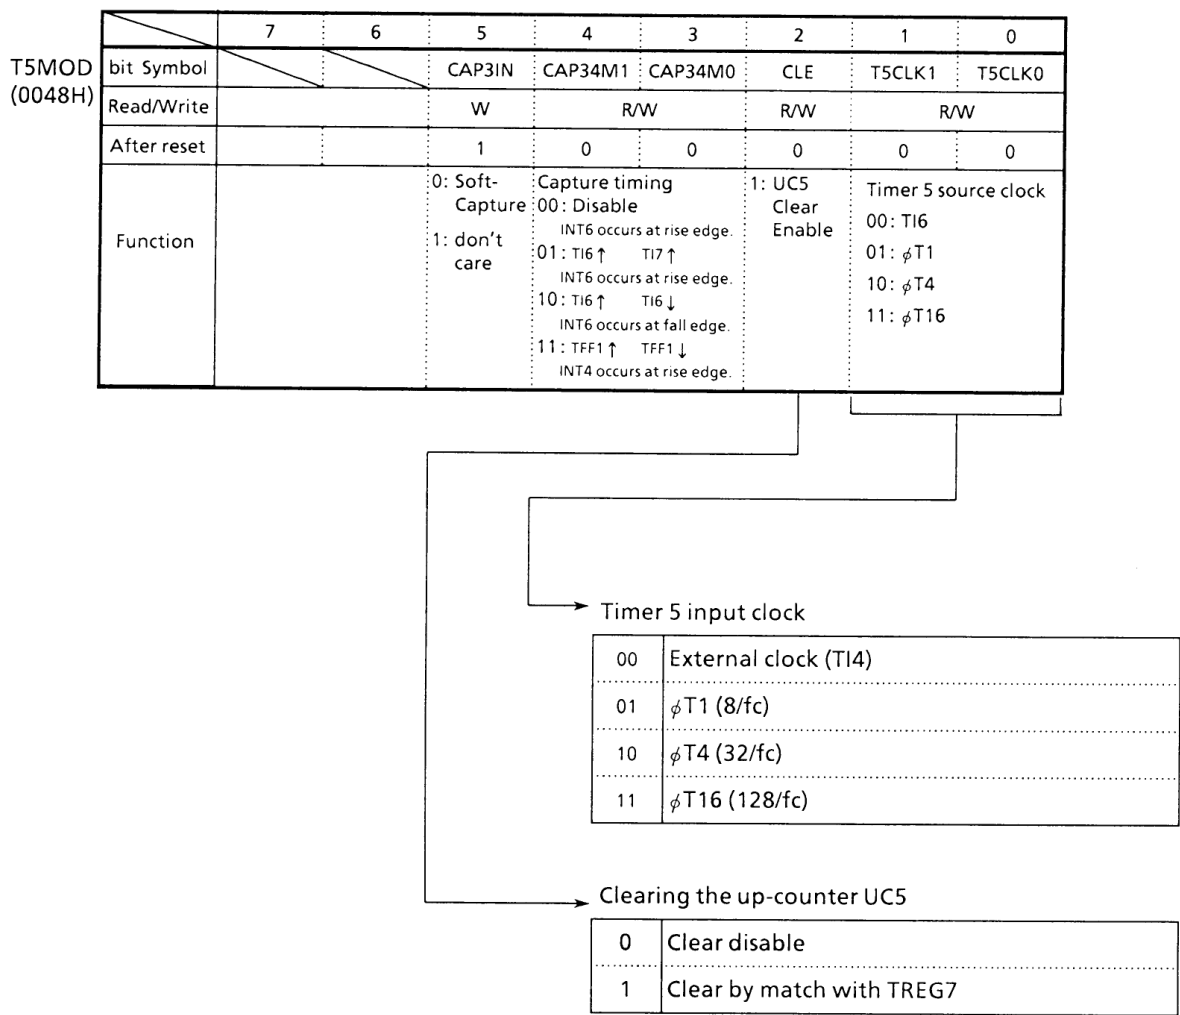 7 6 5 4 3 2 1 0
T5MOD
(0048H)
bit Symbol CAP3IN CAP34M1 CAP34M0 CLE T5CLK1 T5CLK0
Read/Write W R/W R/W R/W
After reset 1 0 0 0 0 0
Function
0: Soft-
Capture
1: don't
care
Capture timing
00: Disable
INT6 occurs at rise edge.
01: TI6↑ TI7↑
INT6 occurs at rise edge.
10: TI6↑ TI6↓
INT6 occurs at fall edge.
11: TFF1↑ TFF1↓
INT4 occurs at rise edge.
1: UC5
Clear
Enable
Timer 5 source clock
00: TI6
01: ϕT1
10: ϕT4
11: ϕT16
Timer 5 input clock
00 External clock (TI4)
01 ϕT1 (8/fc)
10 ϕT4 (32/fc)
11 ϕT16 (128/fc)
Clearing the up-counter UC5
0 Clear disable
1 Clear by match with TREG7